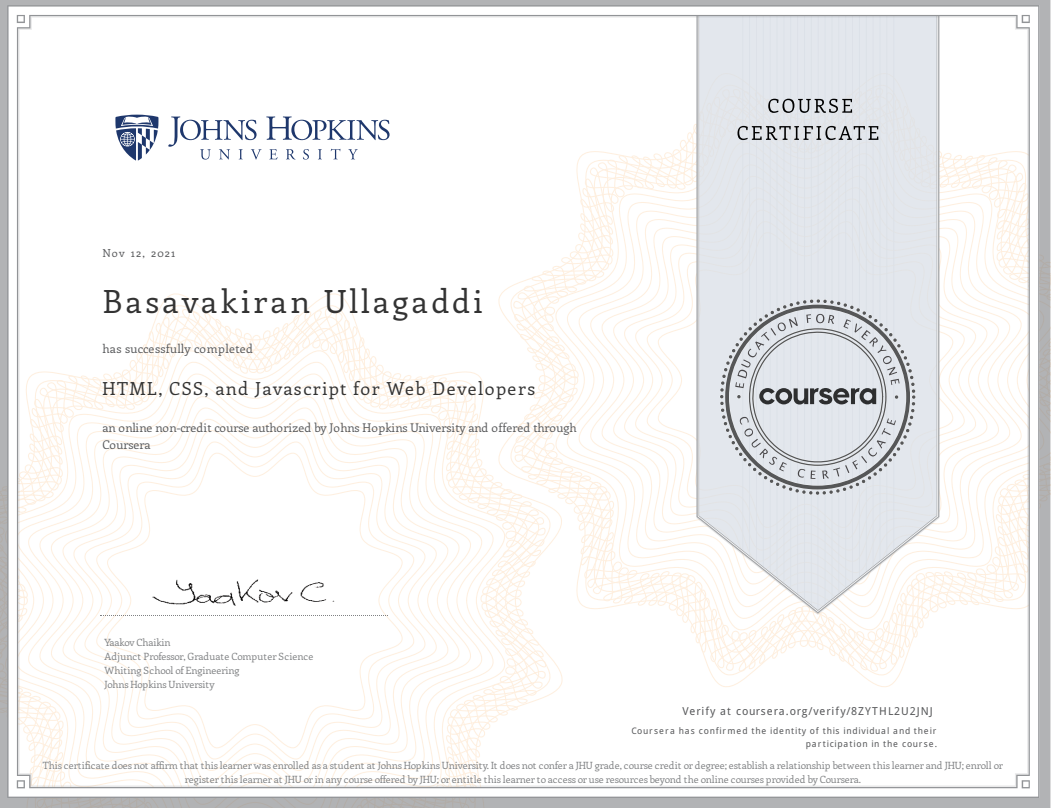 JOHNS HOPKINS
UNIVERSITY
COURSE
CERTIFICATE
Nov 12, 2021
Basavakiran Ullagaddi
has successfully completed
HTML, CSS, and Javascript for Web Developers
an online non-credit course authorized by Johns Hopkins University and offered through
Coursera
EDUCATION FOR EVERYONE
coursera
COURSE CERTIFICATE
Yaakov C.
Yaakov Chaikin
Adjunct Professor, Graduate Computer Science
Whiting School of Engineering
Johns Hopkins University
Verify at coursera.org/verify/8ZYTHL2U2JNJ
Coursera has confirmed the identity of this individual and their
participation in the course.
This certificate does not affirm that this learner was enrolled as a student at Johns Hopkins University. It does not confer a JHU grade, course credit or degree; establish a relationship between this learner and JHU; enroll or
register this learner at JHU or in any course offered by JHU; or entitle this learner to access or use resources beyond the online courses provided by Coursera.